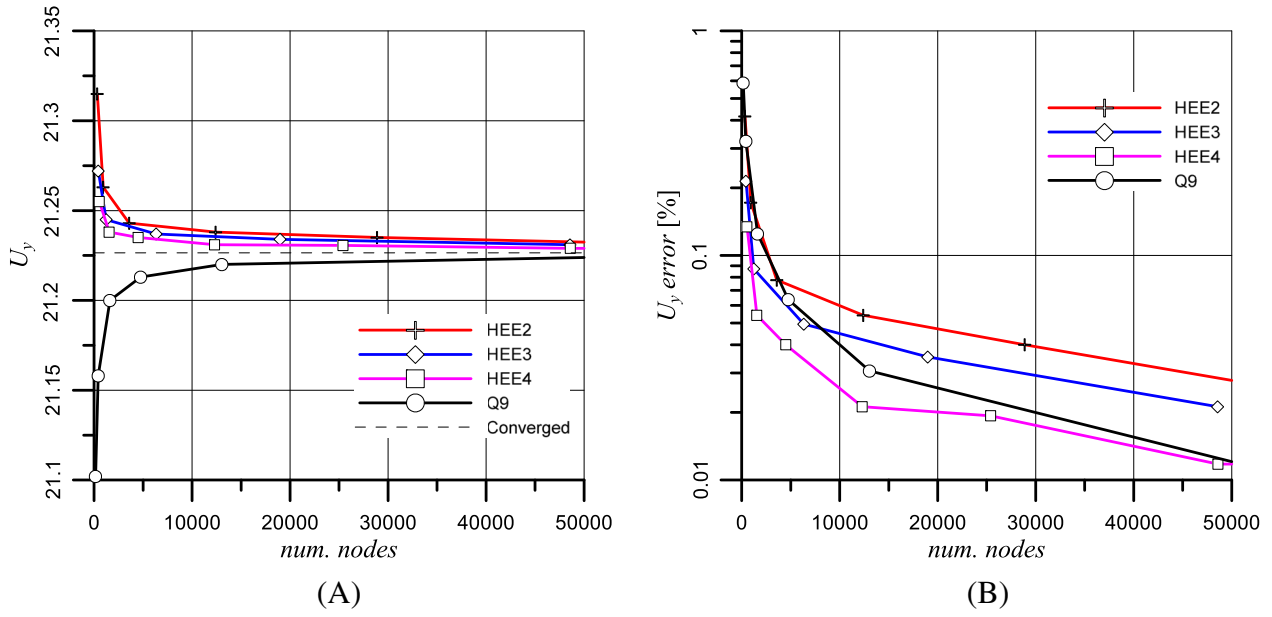 21.35
21.3
21.25
21.2
21.15
21.1
U_y
0 10000 20000 30000 40000 50000
num. nodes
HEE2
HEE3
HEE4
Q9
Converged
(A)
1
0.1
0.01
U_y error [%]
0 10000 20000 30000 40000 50000
num. nodes
HEE2
HEE3
HEE4
Q9
(B)